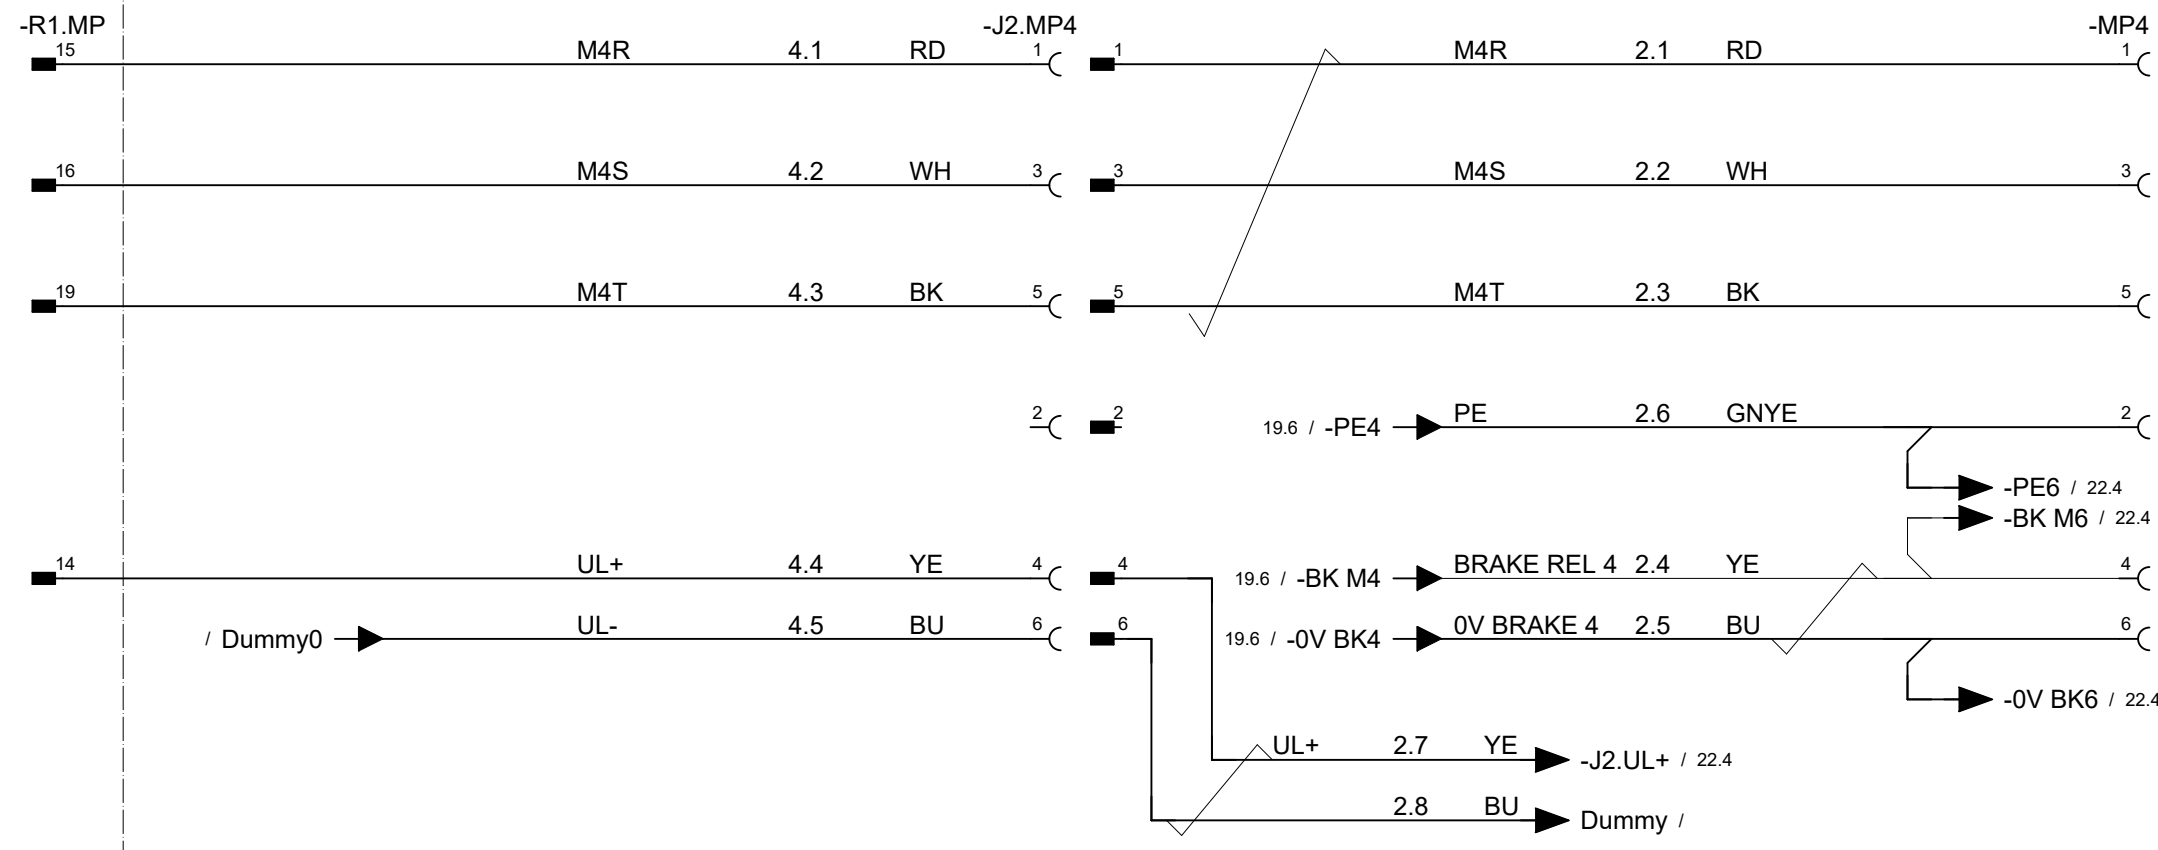 -R1.MP -J2.MP4 -MP4
15 M4R 4.1 RD 1 1 M4R 2.1 RD 1
16 M4S 4.2 WH 3 3 M4S 2.2 WH 3
19 M4T 4.3 BK 5 5 M4T 2.3 BK 5
2 2 19.6 / -PE4 PE 2.6 GNYE 2
-PE6 / 22.4
-BK M6 / 22.4
14 UL+ 4.4 YE 4 4 19.6 / -BK M4 BRAKE REL 4 2.4 YE 4
/ Dummy0 UL- 4.5 BU 6 6 19.6 / -0V BK4 0V BRAKE 4 2.5 BU 6
-0V BK6 / 22.4
UL+ 2.7 YE -J2.UL+ / 22.4
2.8 BU Dummy /